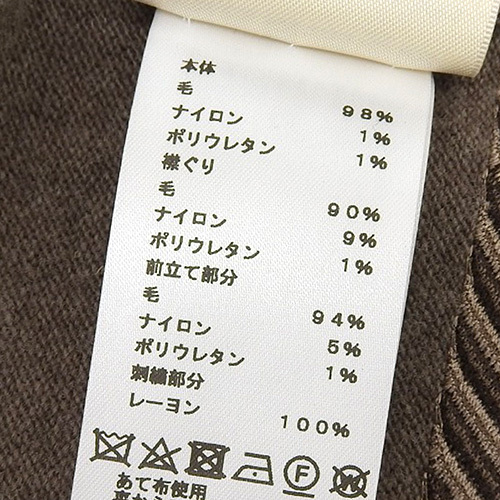 本体
毛 98%
ナイロン 1%
ポリウレタン 1%
襟ぐり
毛 90%
ナイロン 9%
ポリウレタン 1%
前立て部分
毛 94%
ナイロン 5%
ポリウレタン 1%
刺繍部分
レーヨン 100%
F W
あて布使用